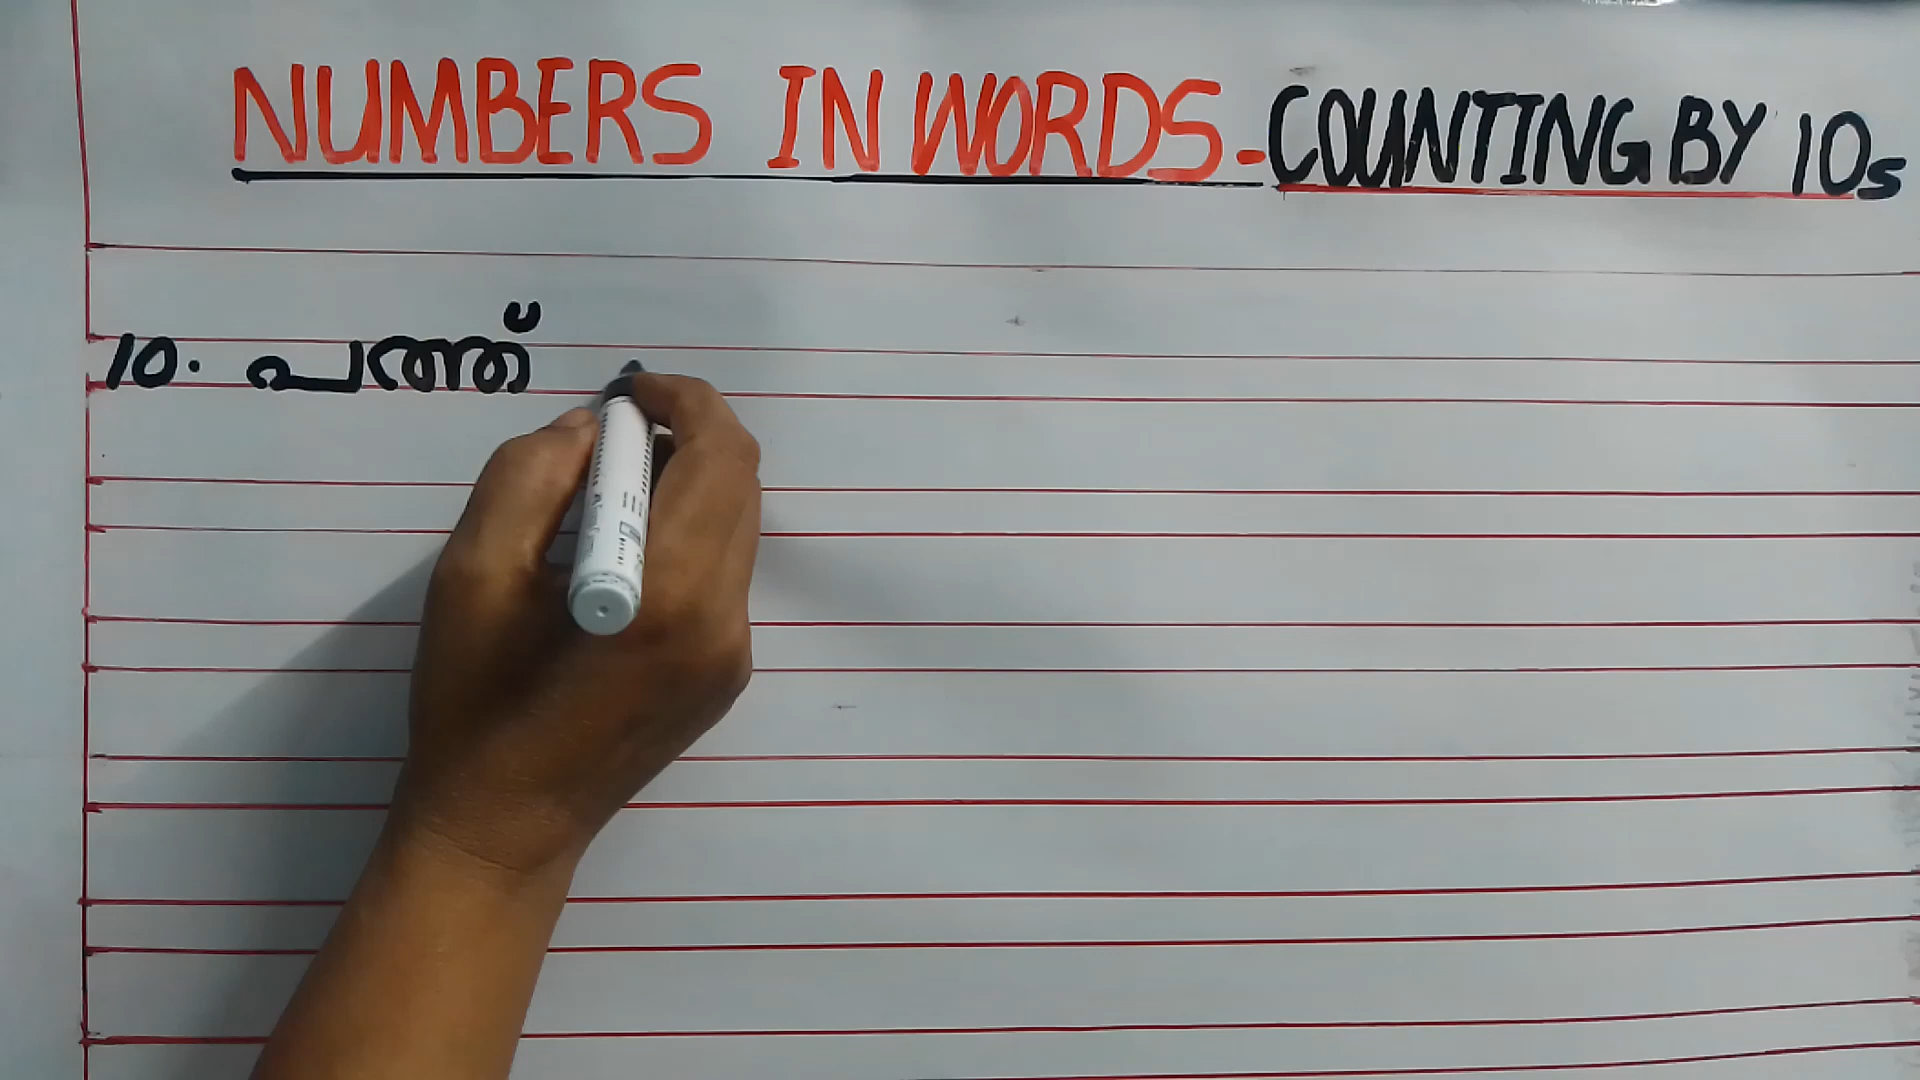 NUMBERS IN WORDS - COUNTING BY 10s
10. പത്ത്